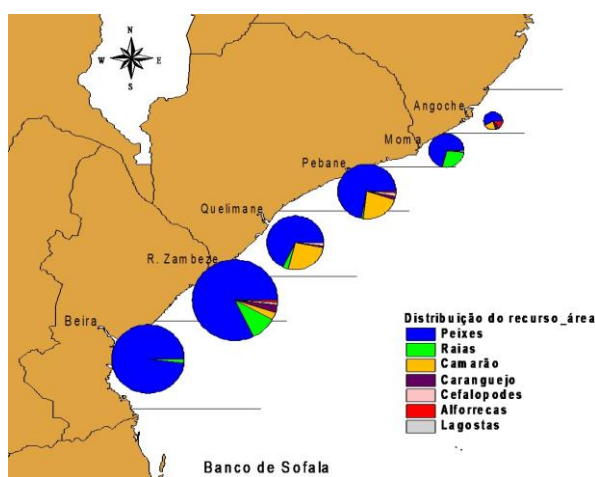 N
W E
S
Angoche
Moma
Pebane
Quelimane
R. Zambeze
Beira
Distribuição do recurso_área
Peixes
Raias
Camarão
Caranguejo
Cefalopodes
Alforrecas
Lagostas
Banco de Sofala